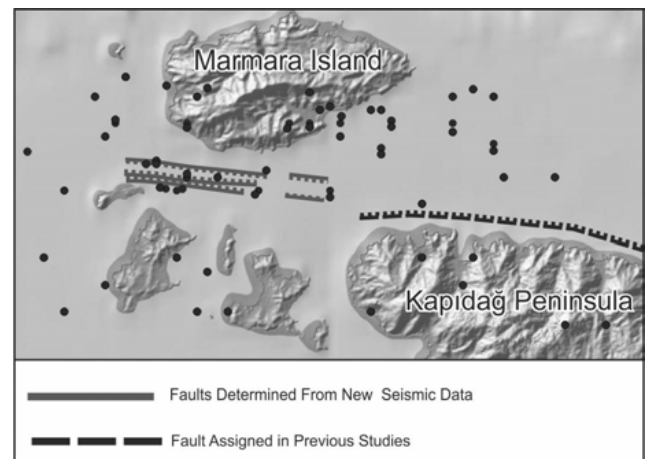 Marmara Island
Kapıdağ Peninsula
Faults Determined From New Seismic Data
Fault Assigned in Previous Studies